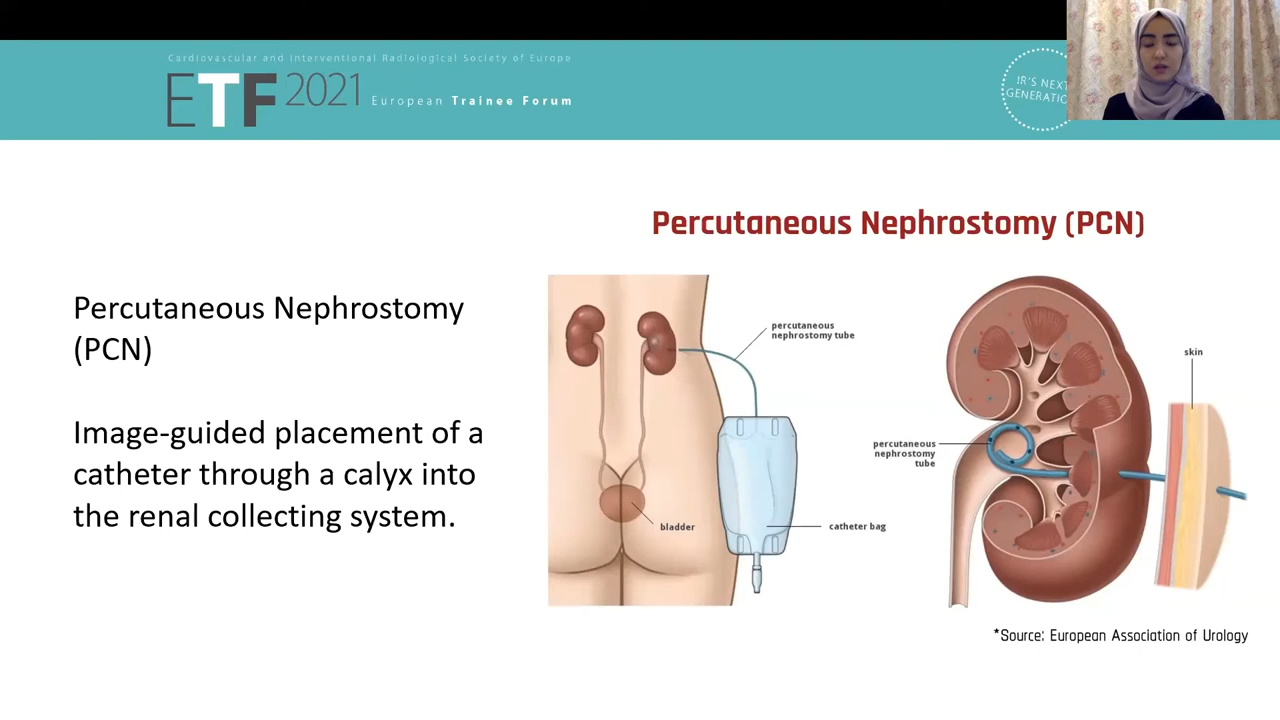 Cardiovascular and Interventional Radiological Society of Europe
ETF 2021 European Trainee Forum
IR'S NEXT
GENERATIO
Percutaneous Nephrostomy (PCN)
Percutaneous Nephrostomy
(PCN)
Image-guided placement of a
catheter through a calyx into
the renal collecting system.
percutaneous
nephrostomy tube
bladder
catheter bag
skin
percutaneous
nephrostomy
tube
*Source: European Association of Urology